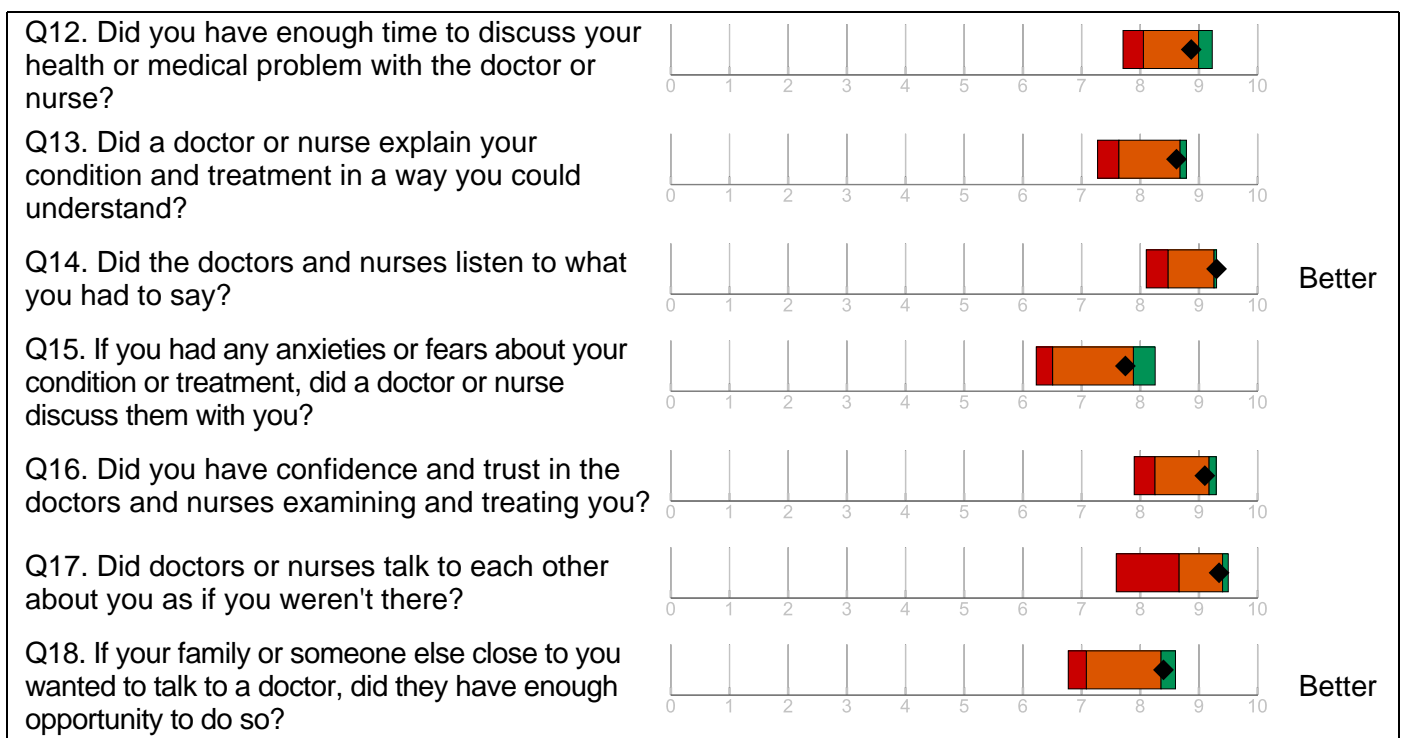 Q12. Did you have enough time to discuss your
health or medical problem with the doctor or
nurse?
0 1 2 3 4 5 6 7 8 9 10
Q13. Did a doctor or nurse explain your
condition and treatment in a way you could
understand?
0 1 2 3 4 5 6 7 8 9 10
Q14. Did the doctors and nurses listen to what
you had to say?
Better
0 1 2 3 4 5 6 7 8 9 10
Q15. If you had any anxieties or fears about your
condition or treatment, did a doctor or nurse
discuss them with you?
0 1 2 3 4 5 6 7 8 9 10
Q16. Did you have confidence and trust in the
doctors and nurses examining and treating you?
0 1 2 3 4 5 6 7 8 9 10
Q17. Did doctors or nurses talk to each other
about you as if you weren't there?
0 1 2 3 4 5 6 7 8 9 10
Q18. If your family or someone else close to you
wanted to talk to a doctor, did they have enough
opportunity to do so?
Better
0 1 2 3 4 5 6 7 8 9 10